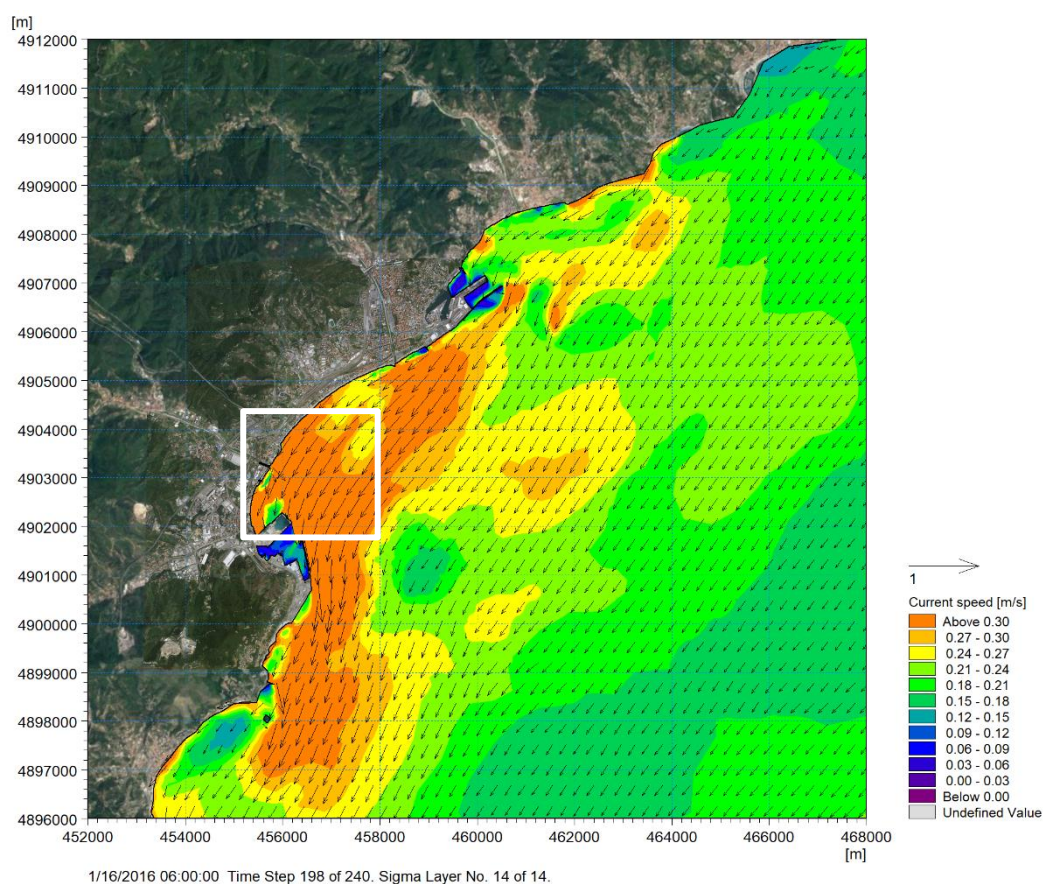 [m]
4912000
4911000
4910000
4909000
4908000
4907000
4906000
4905000
4904000
4903000
4902000
4901000
4900000
4899000
4898000
4897000
4896000
452000 454000 456000 458000 460000 462000 464000 466000 468000
[m]
1
Current speed [m/s]
Above 0.30
0.27 - 0.30
0.24 - 0.27
0.21 - 0.24
0.18 - 0.21
0.15 - 0.18
0.12 - 0.15
0.09 - 0.12
0.06 - 0.09
0.03 - 0.06
0.00 - 0.03
Below 0.00
Undefined Value
1/16/2016 06:00:00 Time Step 198 of 240. Sigma Layer No. 14 of 14.